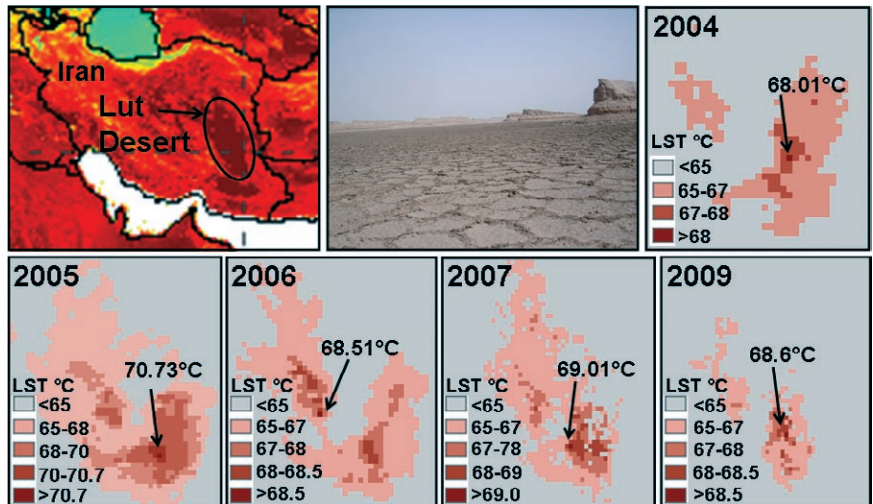 Iran
Lut
Desert
2004
68.01°C
LST °C
<65
65-67
67-68
>68
2005
70.73°C
LST °C
<65
65-68
68-70
70-70.7
>70.7
2006
68.51°C
LST °C
<65
65-67
67-68
68-68.5
>68.5
2007
69.01°C
LST °C
<65
65-67
67-78
68-69
>69.0
2009
68.6°C
LST °C
<65
65-67
67-68
68-68.5
>68.5